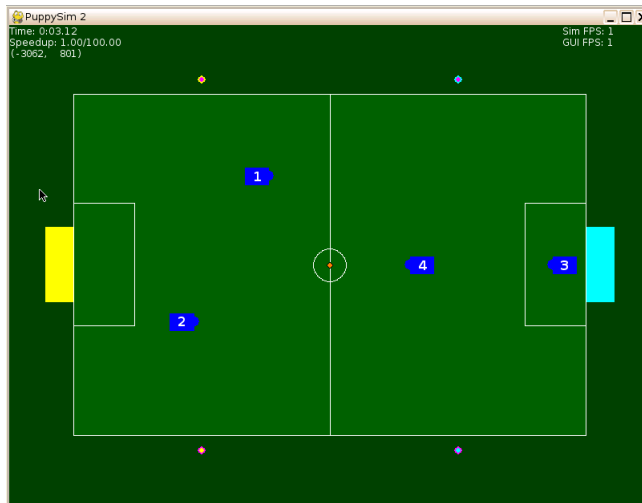 PuppySim 2
Time: 0:03.12
Speedup: 1.00/100.00
(-3062, 801)
Sim FPS: 1
GUI FPS: 1
1
4
3
2